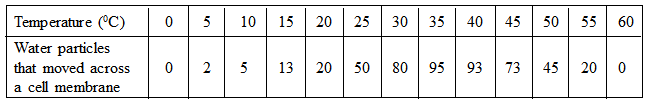 Temperature (⁰C) 0 5 10 15 20 25 30 35 40 45 50 55 60
Water particles
that moved across 0 2 5 13 20 50 80 95 93 73 45 20 0
a cell membrane